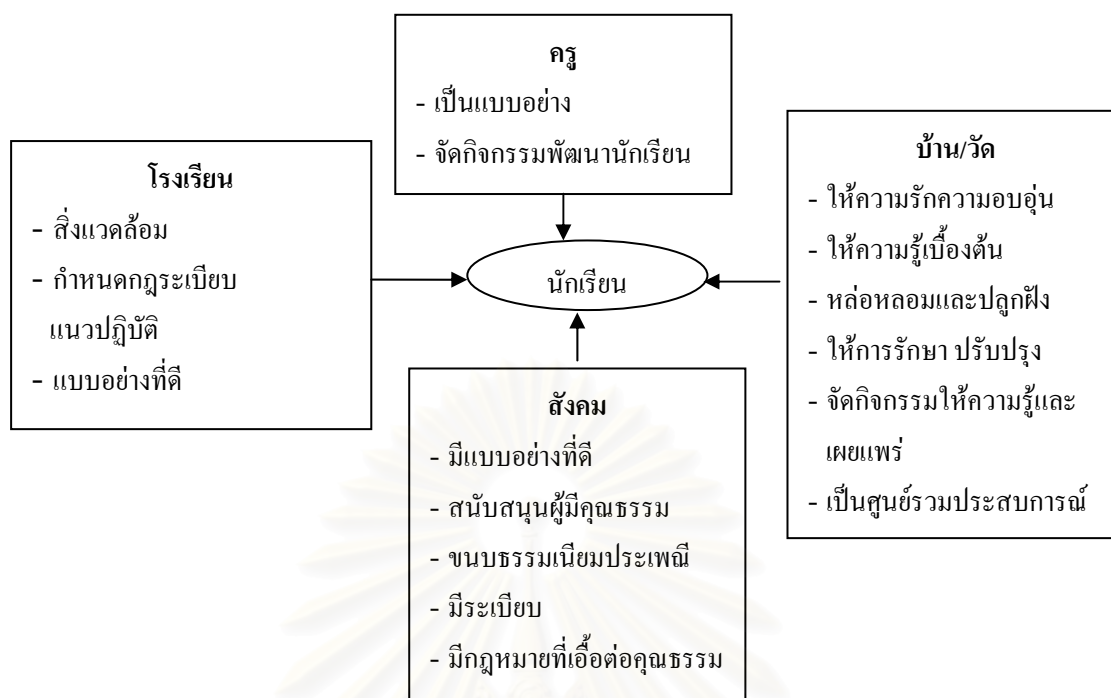 ครู
- เป็นแบบอย่าง
- จัดกิจกรรมพัฒนานักเรียน
โรงเรียน
- สิ่งแวดล้อม
- กำหนดกฎระเบียบ
แนวปฏิบัติ
- แบบอย่างที่ดี
นักเรียน
บ้าน/วัด
- ให้ความรักความอบอุ่น
- ให้ความรู้เบื้องต้น
- หล่อหลอมและปลูกฝัง
- ให้การรักษา ปรับปรุง
- จัดกิจกรรมให้ความรู้และ
เผยแพร่
- เป็นศูนย์รวมประสบการณ์
สังคม
- มีแบบอย่างที่ดี
- สนับสนุนผู้มีคุณธรรม
- ขนบธรรมเนียมประเพณี
- มีระเบียบ
- มีกฎหมายที่เอื้อต่อคุณธรรม